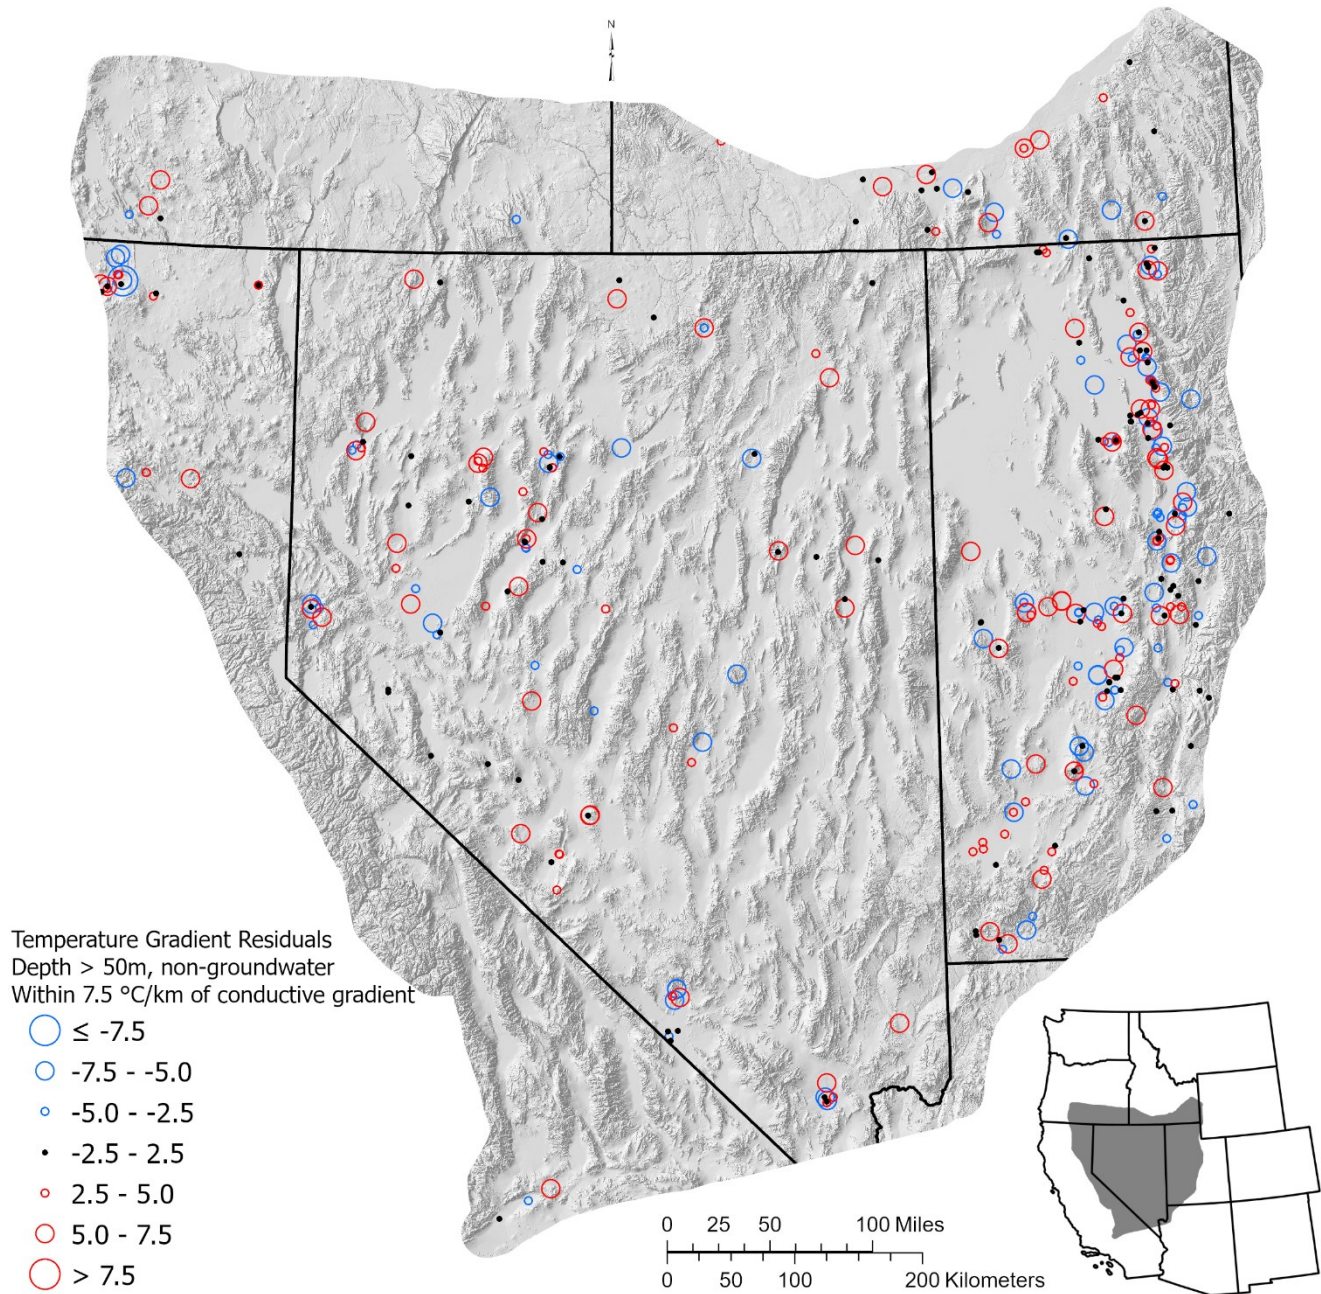 N
Temperature Gradient Residuals
Depth > 50m, non-groundwater
Within 7.5 °C/km of conductive gradient
≤ -7.5
-7.5 - -5.0
-5.0 - -2.5
-2.5 - 2.5
2.5 - 5.0
5.0 - 7.5
> 7.5
0 25 50 100 Miles
0 50 100 200 Kilometers